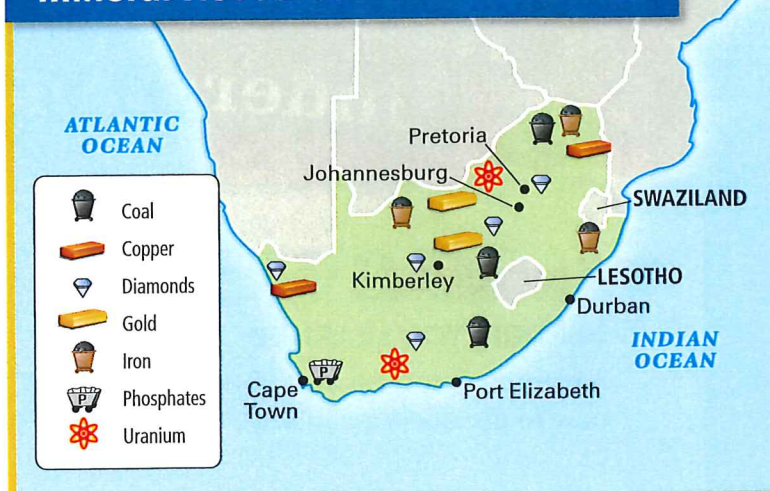 ATLANTIC
OCEAN
Pretoria
Johannesburg
SWAZILAND
Kimberley
LESOTHO
Durban
INDIAN
OCEAN
Cape
Town
Port Elizabeth
Coal
Copper
Diamonds
Gold
Iron
P
Phosphates
Uranium
P